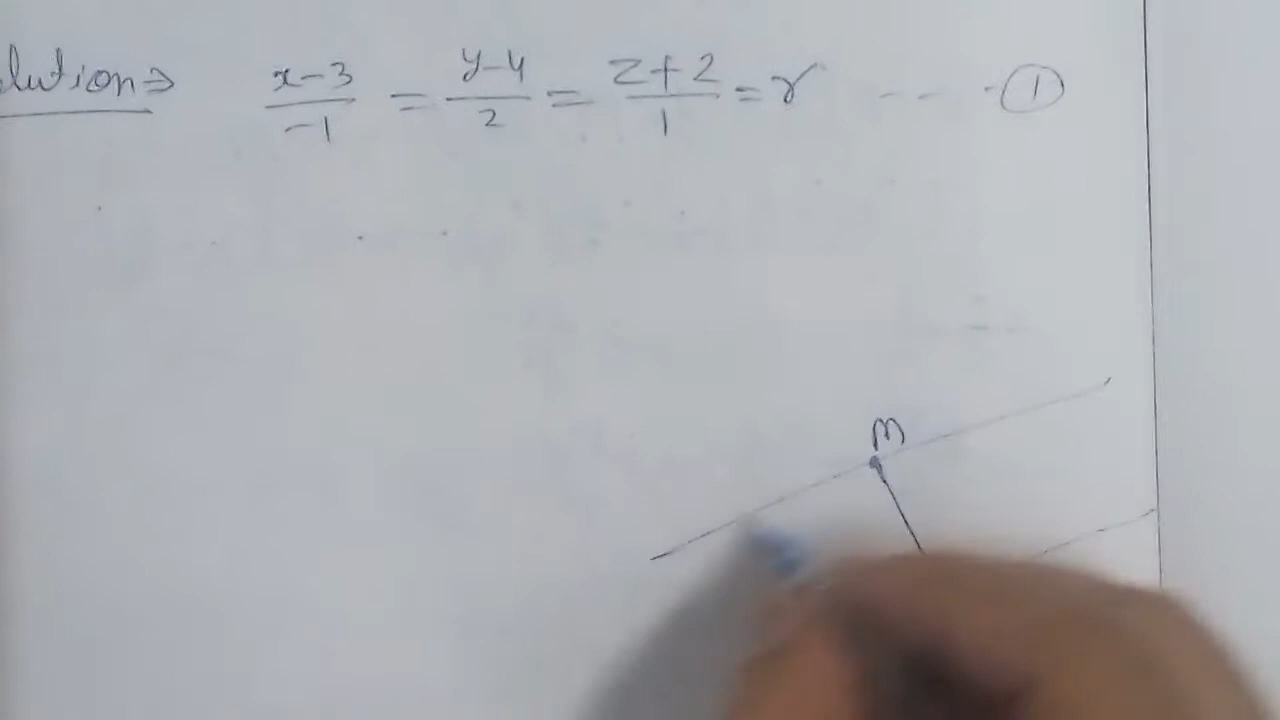 lution⇒ x-3/-1 = y-4/2 = z+2/1 = r --- ①
M